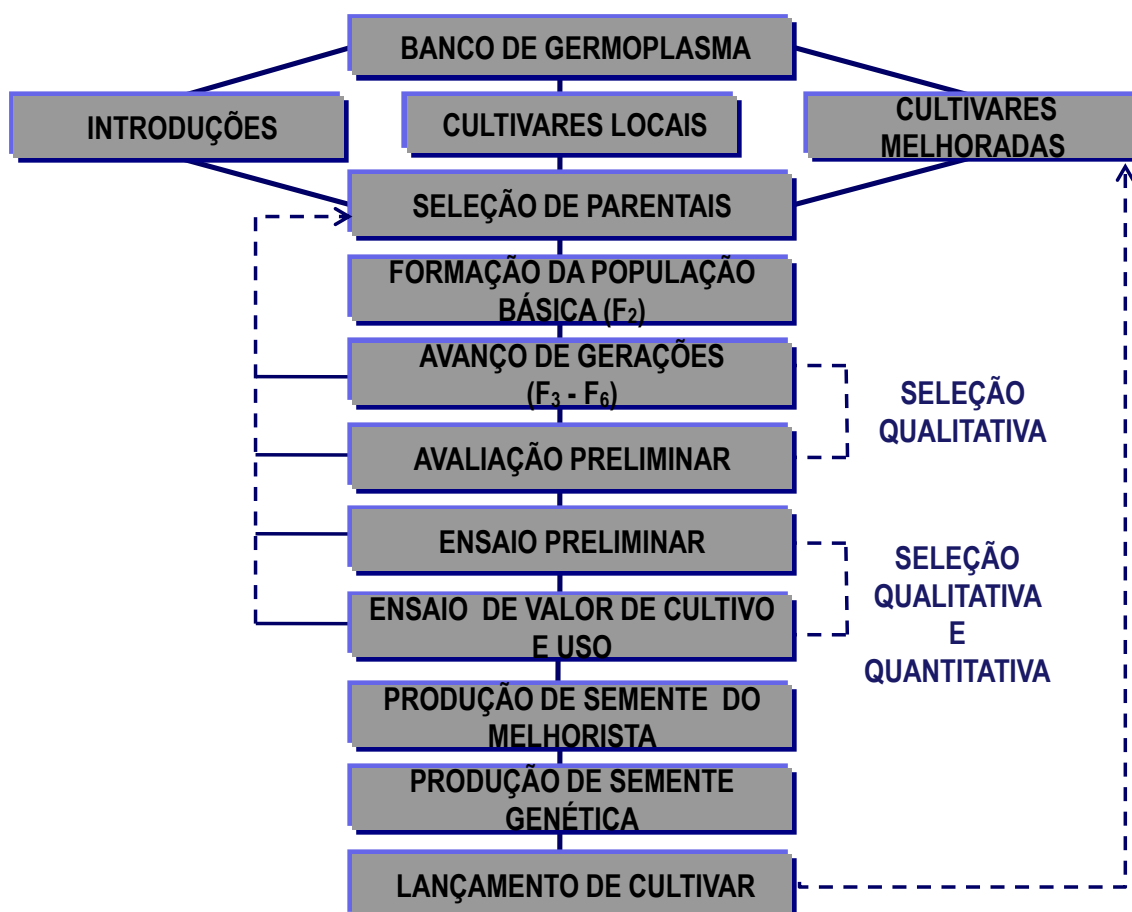 BANCO DE GERMOPLASMA
INTRODUÇÕES
CULTIVARES LOCAIS
CULTIVARES
MELHORADAS
SELEÇÃO DE PARENTAIS
FORMAÇÃO DA POPULAÇÃO
BÁSICA (F₂)
AVANÇO DE GERAÇÕES
(F₃ - F₆)
SELEÇÃO
QUALITATIVA
AVALIAÇÃO PRELIMINAR
ENSAIO PRELIMINAR
SELEÇÃO
QUALITATIVA
E
QUANTITATIVA
ENSAIO DE VALOR DE CULTIVO
E USO
PRODUÇÃO DE SEMENTE DO
MELHORISTA
PRODUÇÃO DE SEMENTE
GENÉTICA
LANÇAMENTO DE CULTIVAR